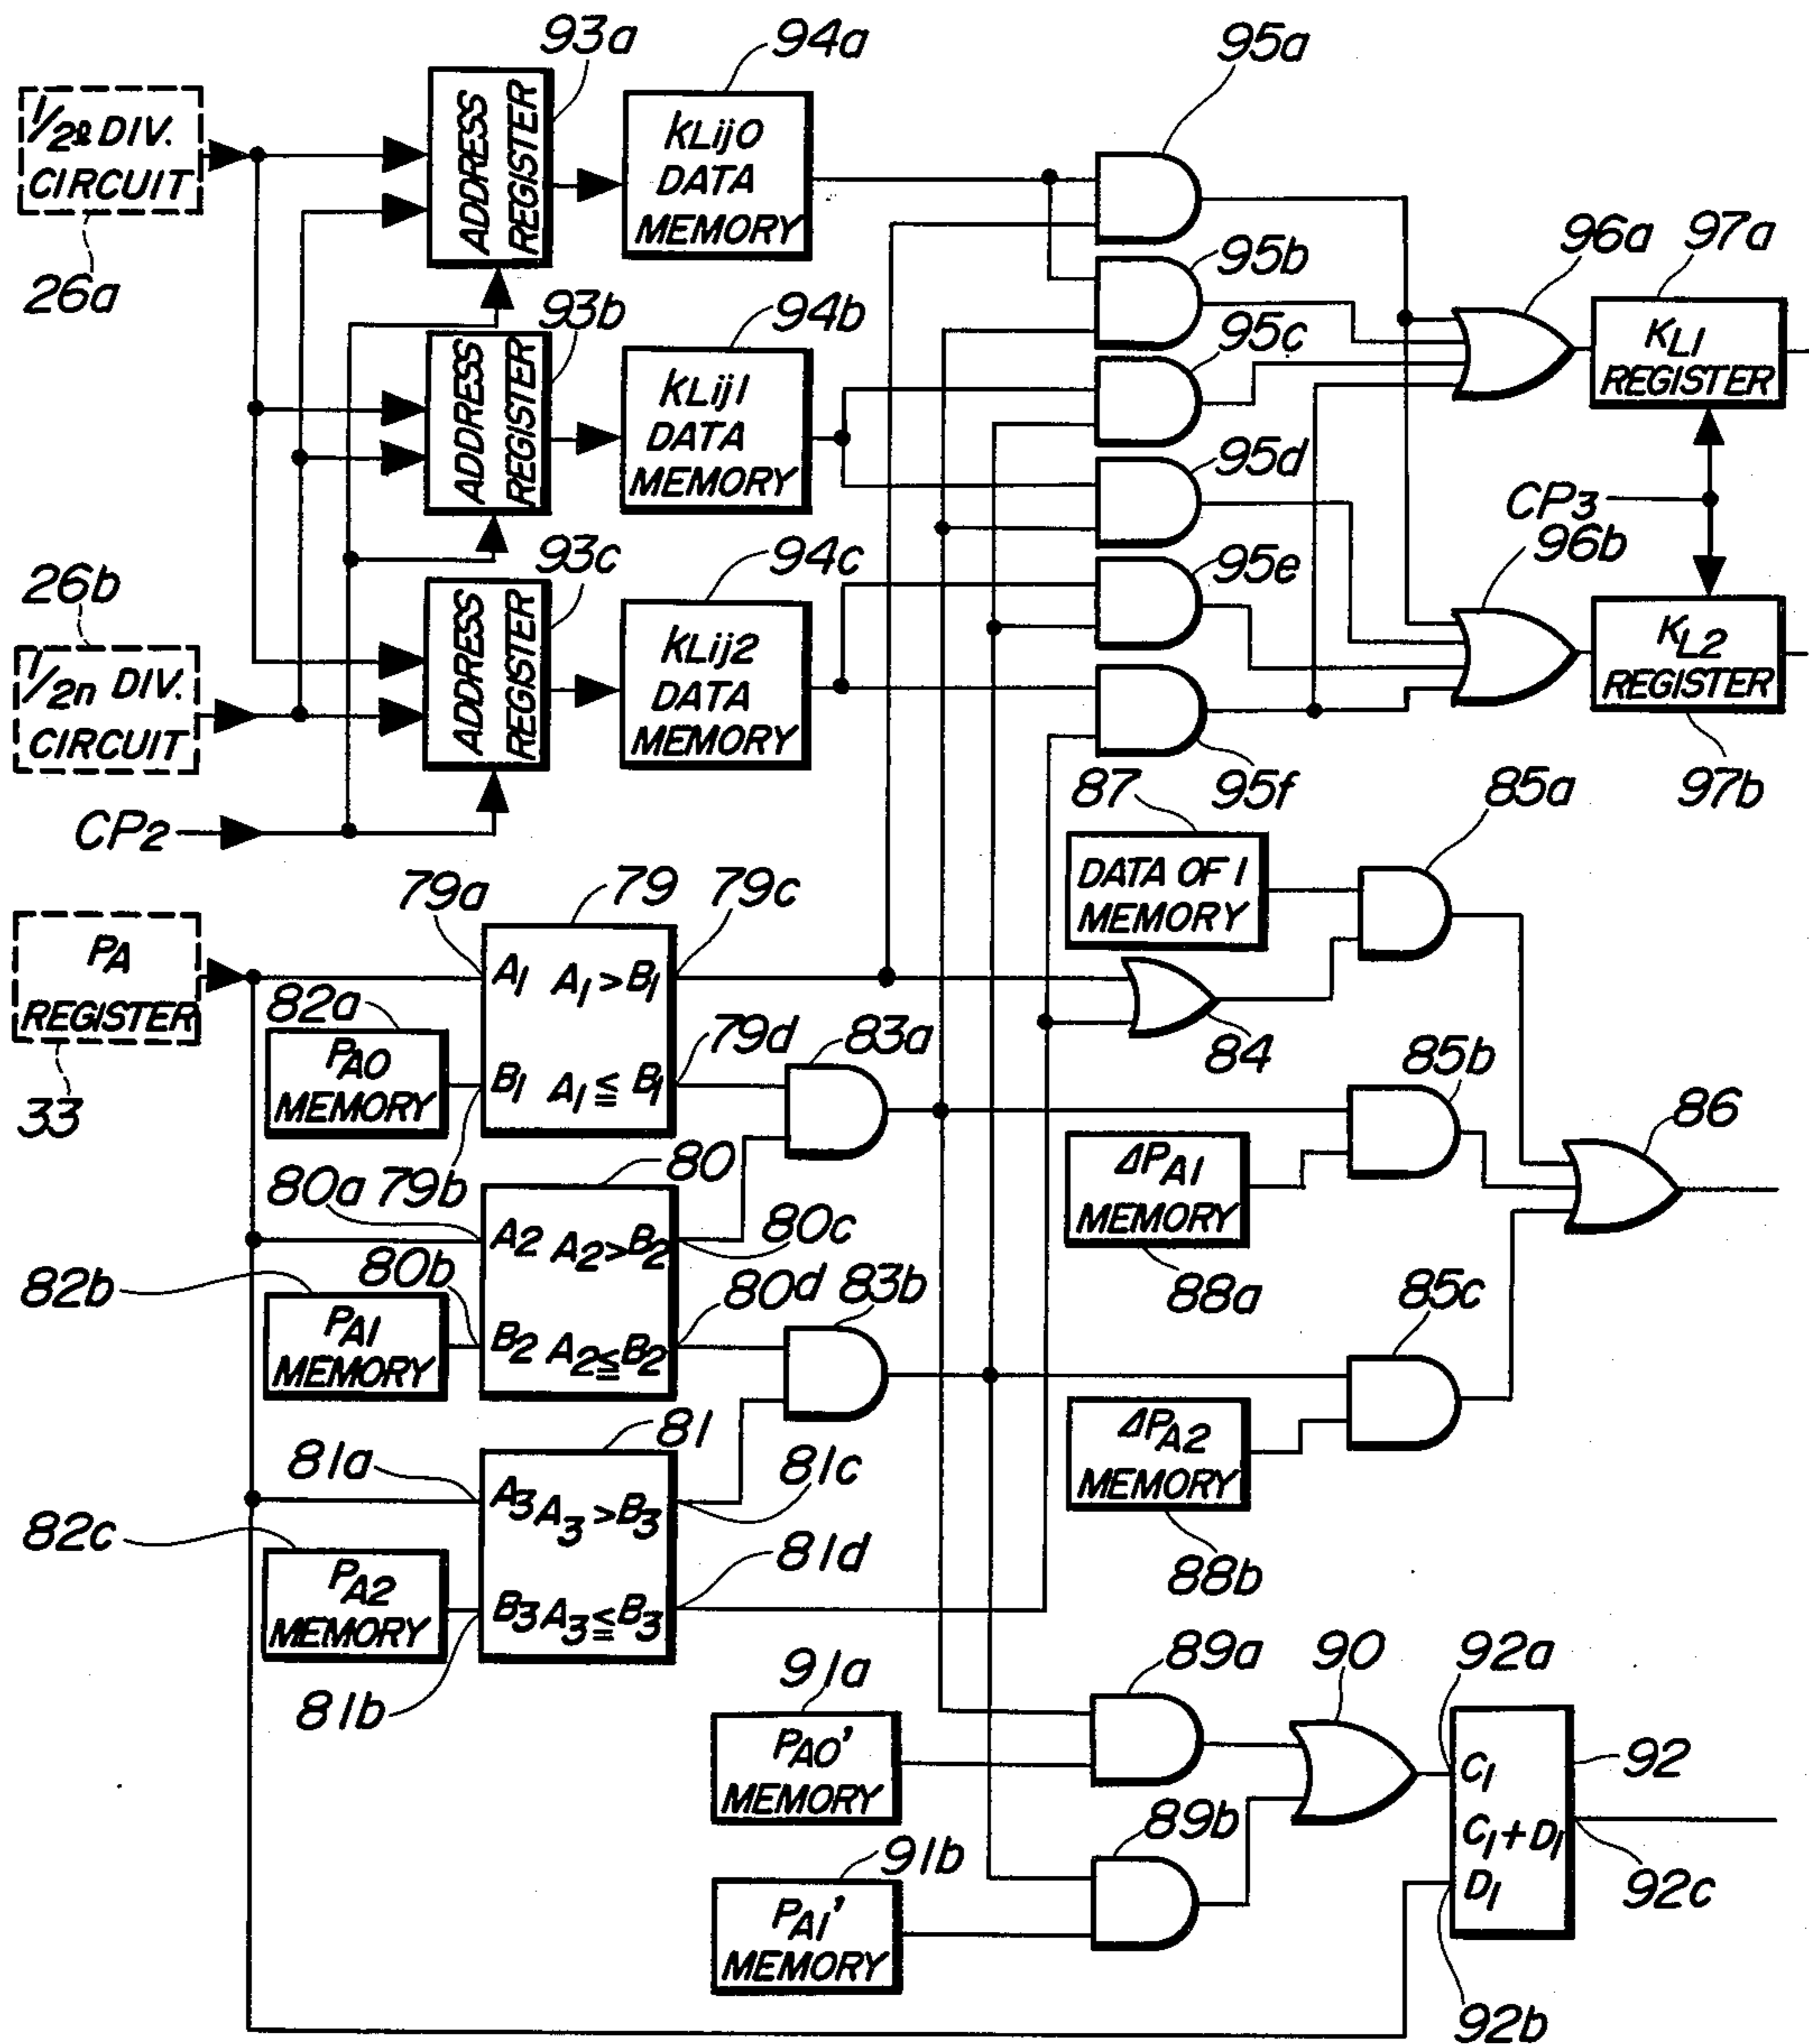 93a
94a
95a
1/2ℓ DIV.
CIRCUIT
26a
ADDRESS
REGISTER
kLij0
DATA
MEMORY
95b
96a
97a
93b
94b
95c
KL1
REGISTER
ADDRESS
REGISTER
kLij1
DATA
MEMORY
95d
CP3
96b
93c
94c
95e
26b
1/2n DIV.
CIRCUIT
ADDRESS
REGISTER
kLij2
DATA
MEMORY
KL2
REGISTER
95f
97b
CP2
87
85a
DATA OF 1
MEMORY
79a
79
79c
PA
REGISTER
33
A1 A1 > B1
82a
PA0
MEMORY
B1 A1 ≦ B1
79d
83a
84
85b
86
80a
79b
80
ΔPA1
MEMORY
88a
A2 A2 > B2
80c
82b
80b
PA1
MEMORY
B2 A2 ≦ B2
80d
83b
85c
81a
81
81c
ΔPA2
MEMORY
88b
A3 A3 > B3
82c
PA2
MEMORY
B3 A3 ≦ B3
81d
81b
91a
PA0'
MEMORY
89a
90
92a
92
C1
C1 + D1
D1
92c
92b
91b
PA1'
MEMORY
89b